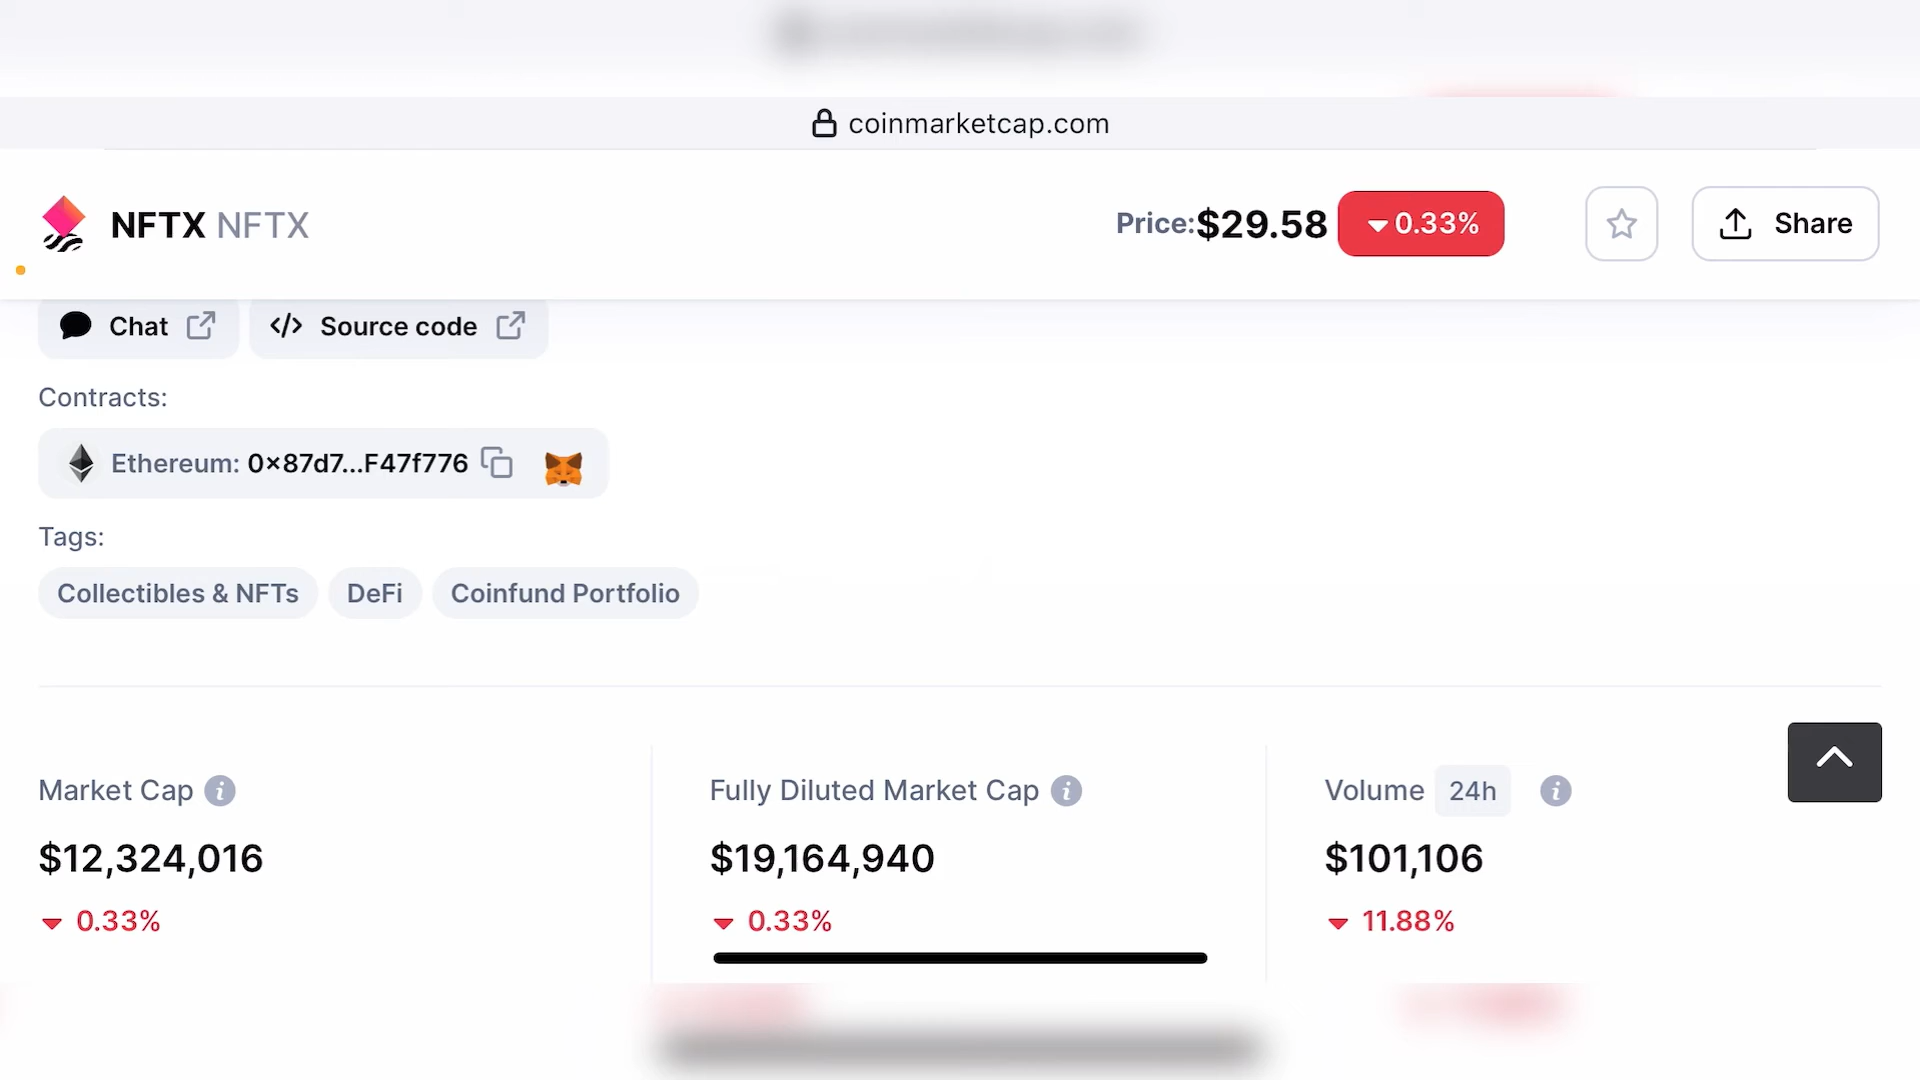 coinmarketcap.com
NFTX NFTX
Price:$29.58 0.33%
Share
Chat
</> Source code
Contracts:
Ethereum: 0x87d7...F47f776
Tags:
Collectibles & NFTs DeFi Coinfund Portfolio
Market Cap
$12,324,016
0.33%
Fully Diluted Market Cap
$19,164,940
0.33%
Volume 24h
$101,106
11.88%